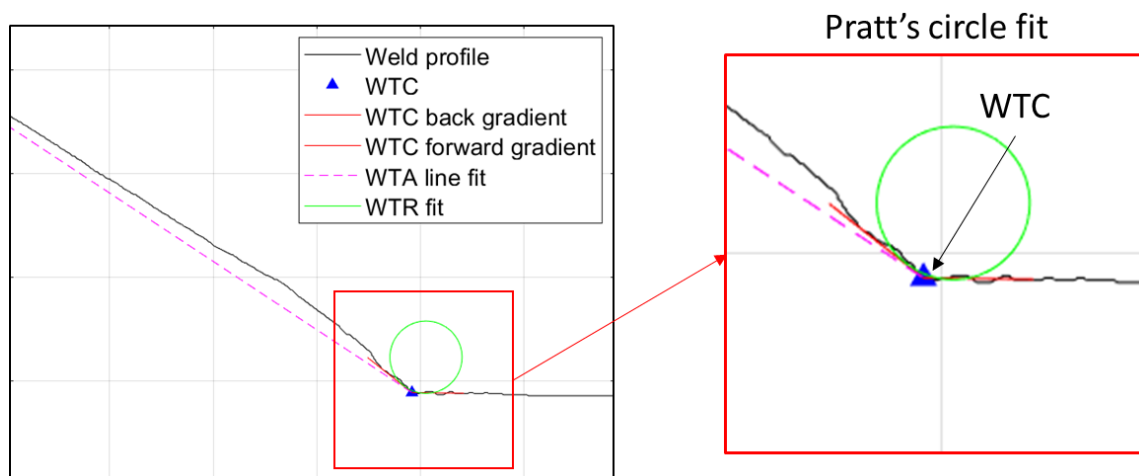 Weld profile
WTC
WTC back gradient
WTC forward gradient
WTA line fit
WTR fit
Pratt’s circle fit
WTC